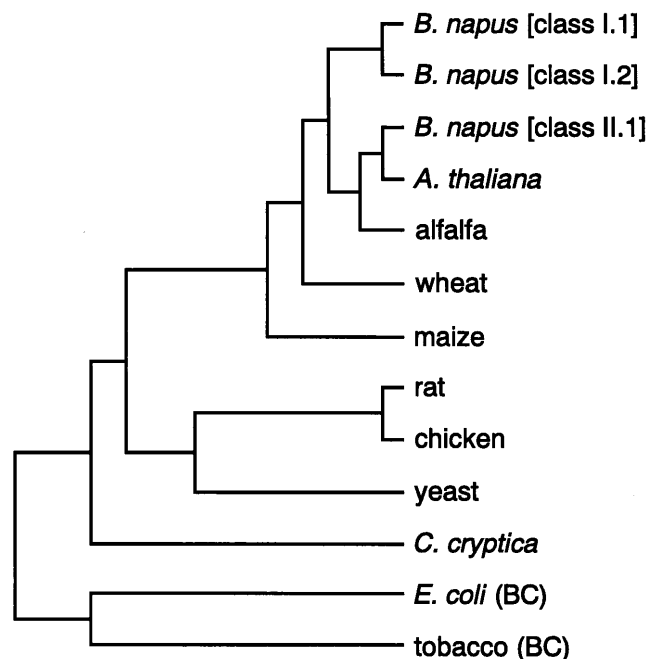 B. napus [class I.1]
B. napus [class I.2]
B. napus [class II.1]
A. thaliana
alfalfa
wheat
maize
rat
chicken
yeast
C. cryptica
E. coli (BC)
tobacco (BC)